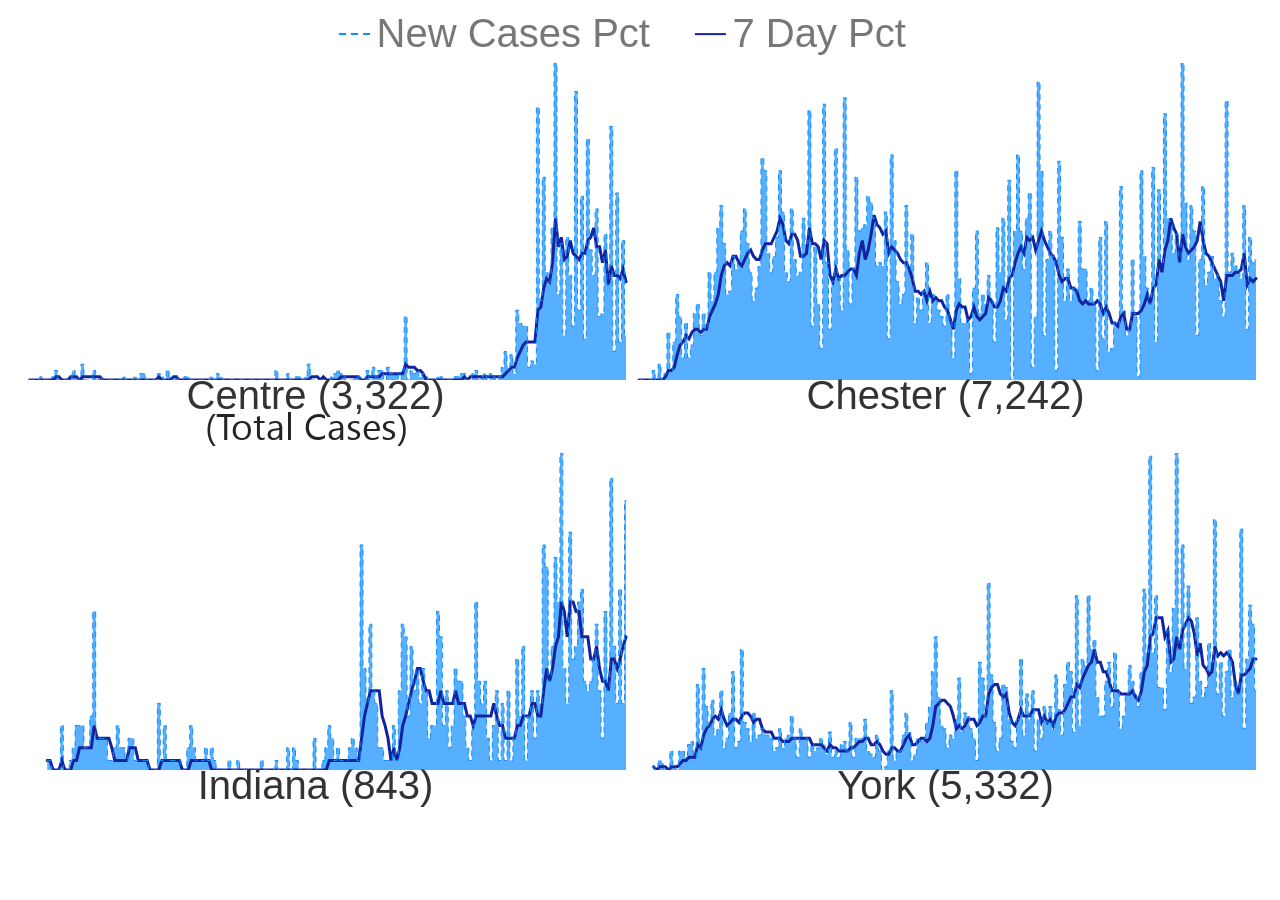 New Cases Pct 7 Day Pct
Centre (3,322) Chester (7,242)
(Total Cases)
Indiana (843) York (5,332)